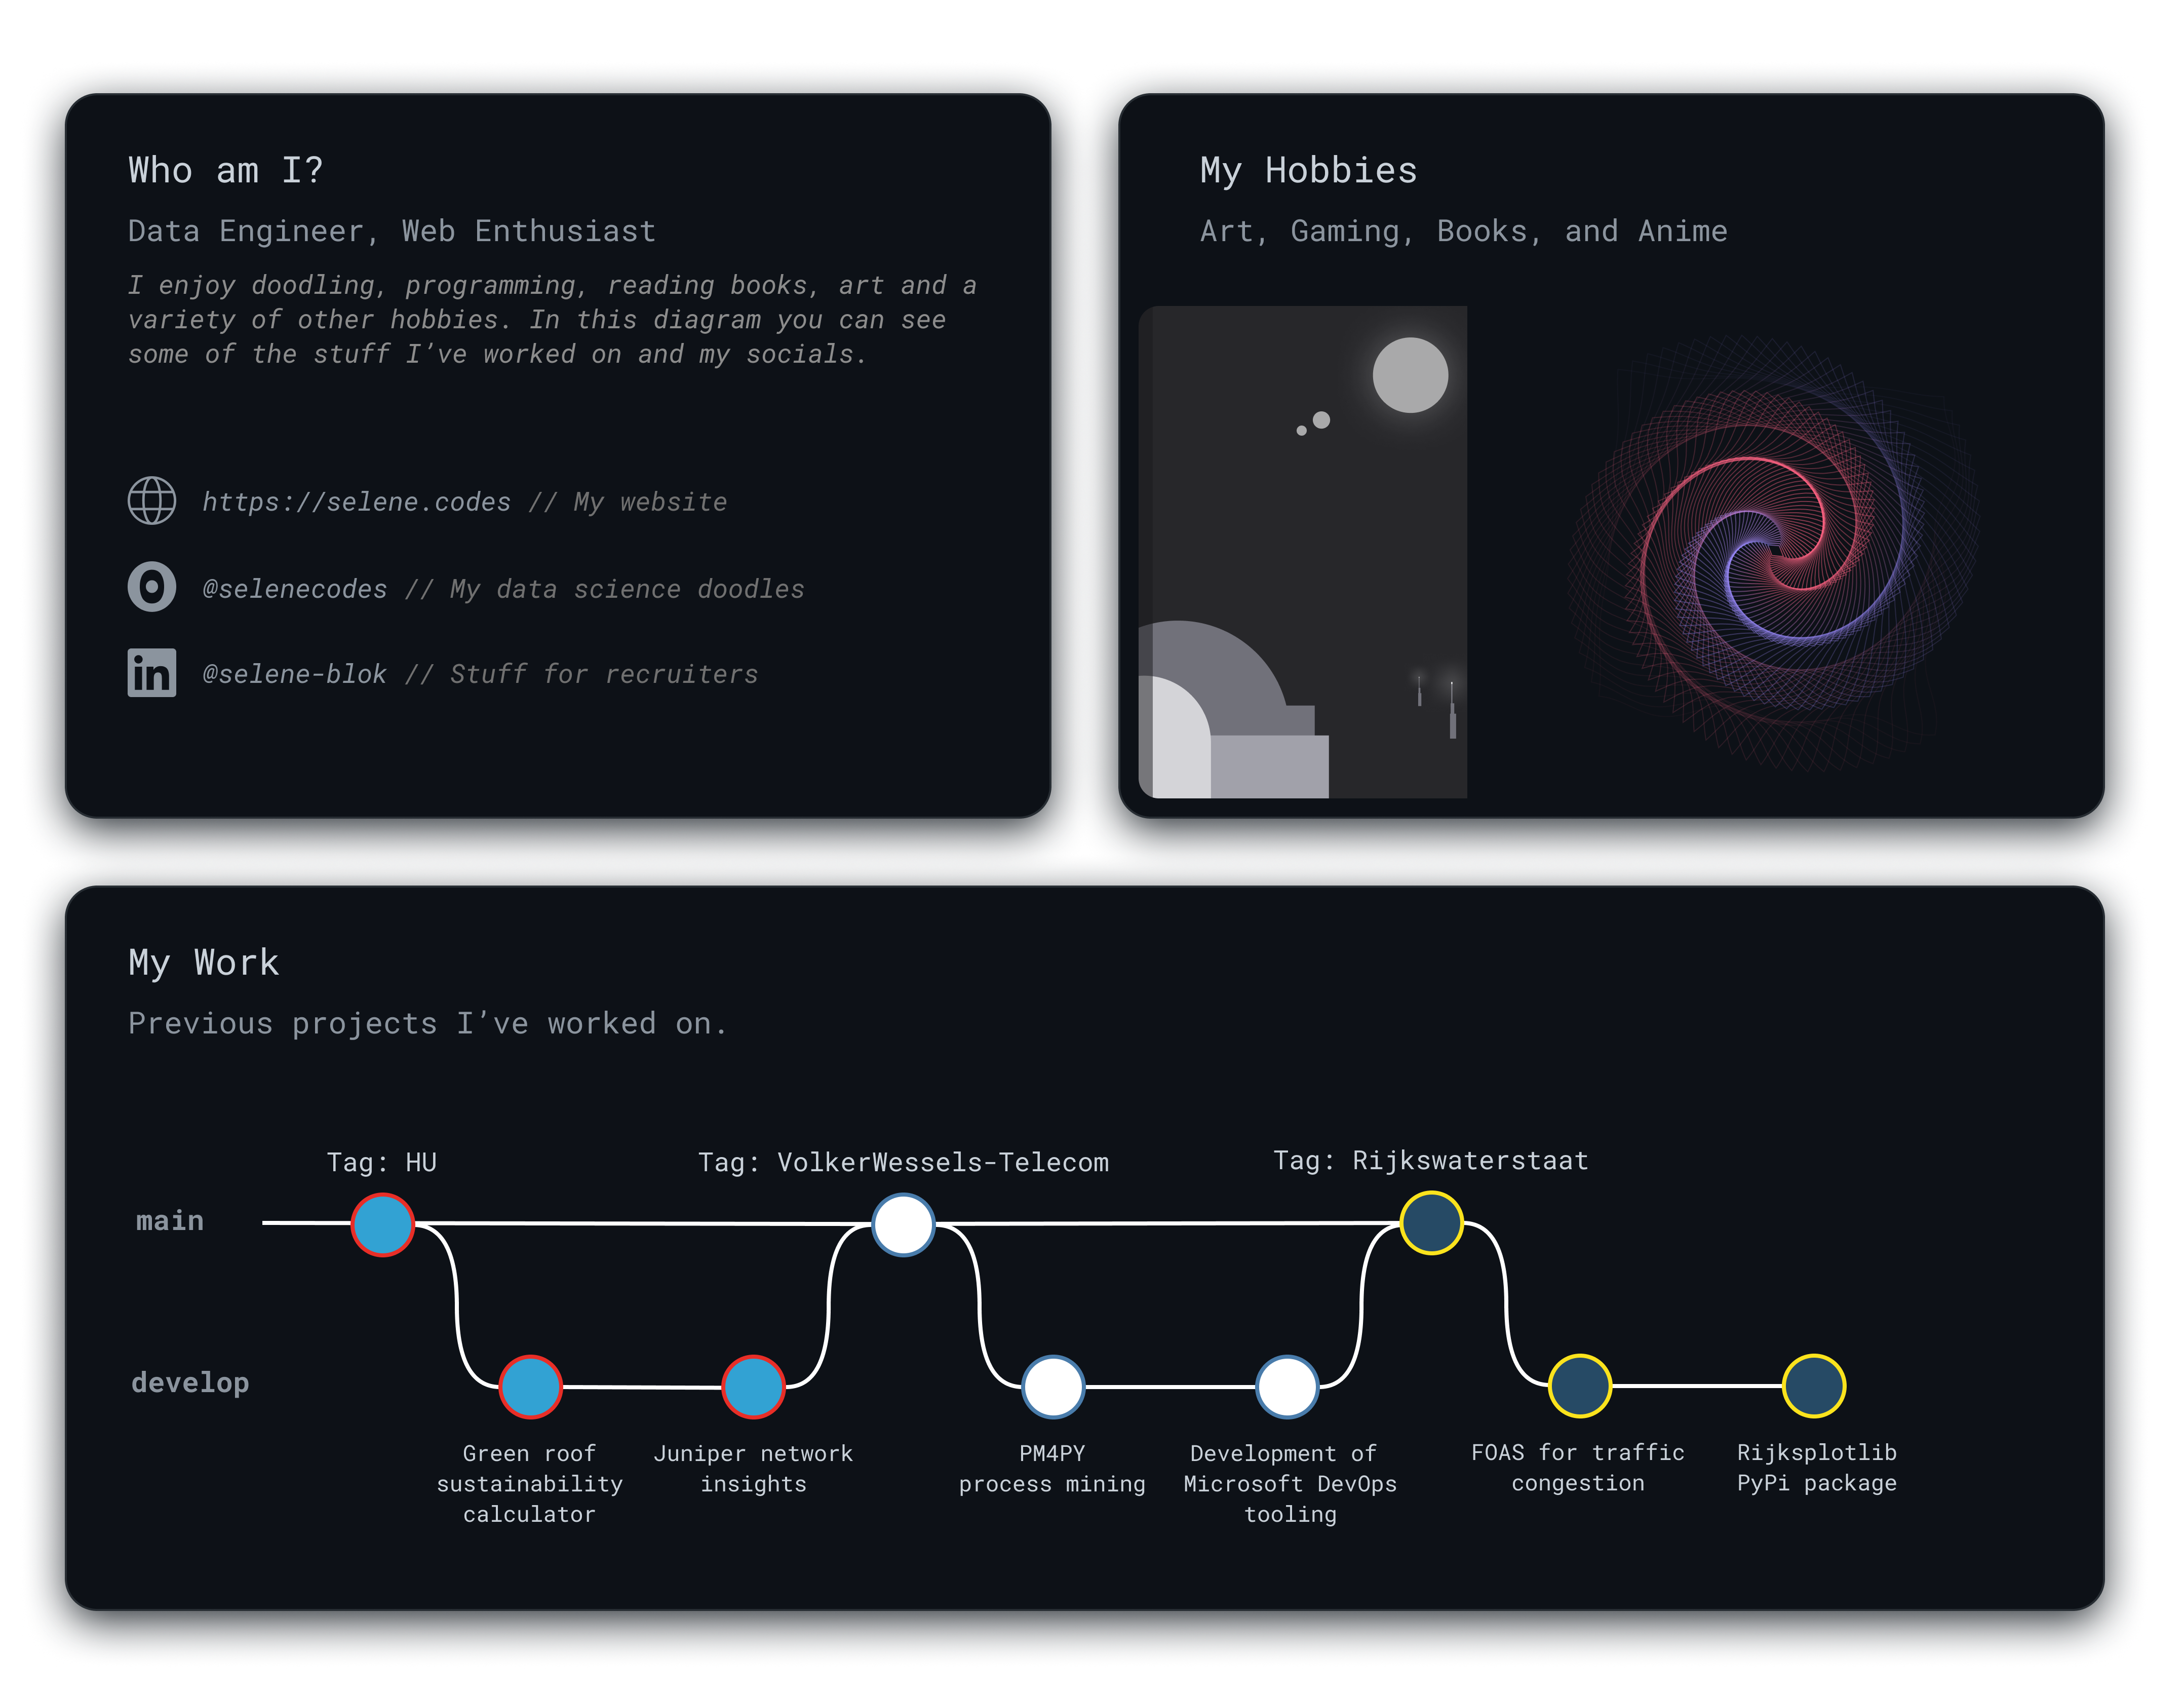 Who am I?
Data Engineer, Web Enthusiast
I enjoy doodling, programming, reading books, art and a
variety of other hobbies. In this diagram you can see
some of the stuff I’ve worked on and my socials.
https://selene.codes // My website
@selenecodes // My data science doodles
in
@selene-blok // Stuff for recruiters
My Hobbies
Art, Gaming, Books, and Anime
My Work
Previous projects I’ve worked on.
Tag: HU
Tag: VolkerWessels-Telecom
Tag: Rijkswaterstaat
main
develop
Green roof
sustainability
calculator
Juniper network
insights
PM4PY
process mining
Development of
Microsoft DevOps
tooling
FOAS for traffic
congestion
Rijksplotlib
PyPi package